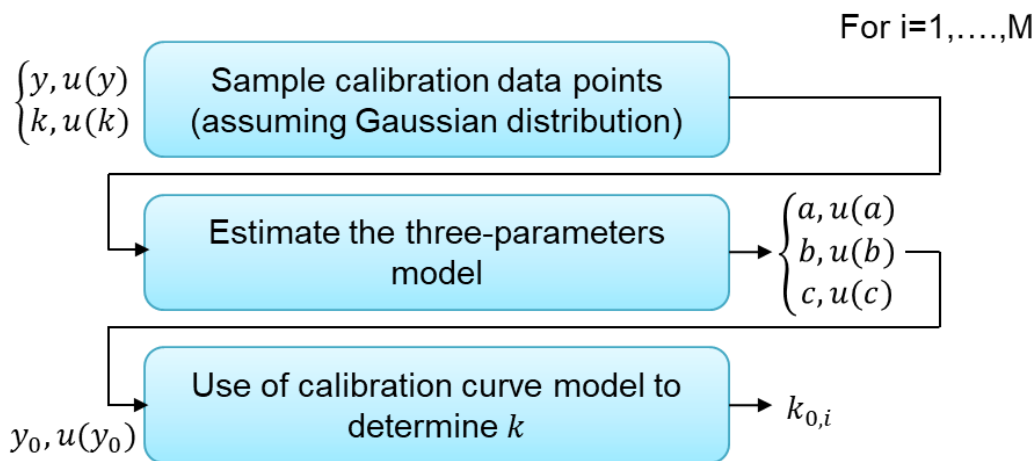 For i=1,….,M
y, u(y)
k, u(k)
Sample calibration data points
(assuming Gaussian distribution)
Estimate the three-parameters
model
a, u(a)
b, u(b)
c, u(c)
Use of calibration curve model to
determine k
y₀, u(y₀)
k₀,ᵢ